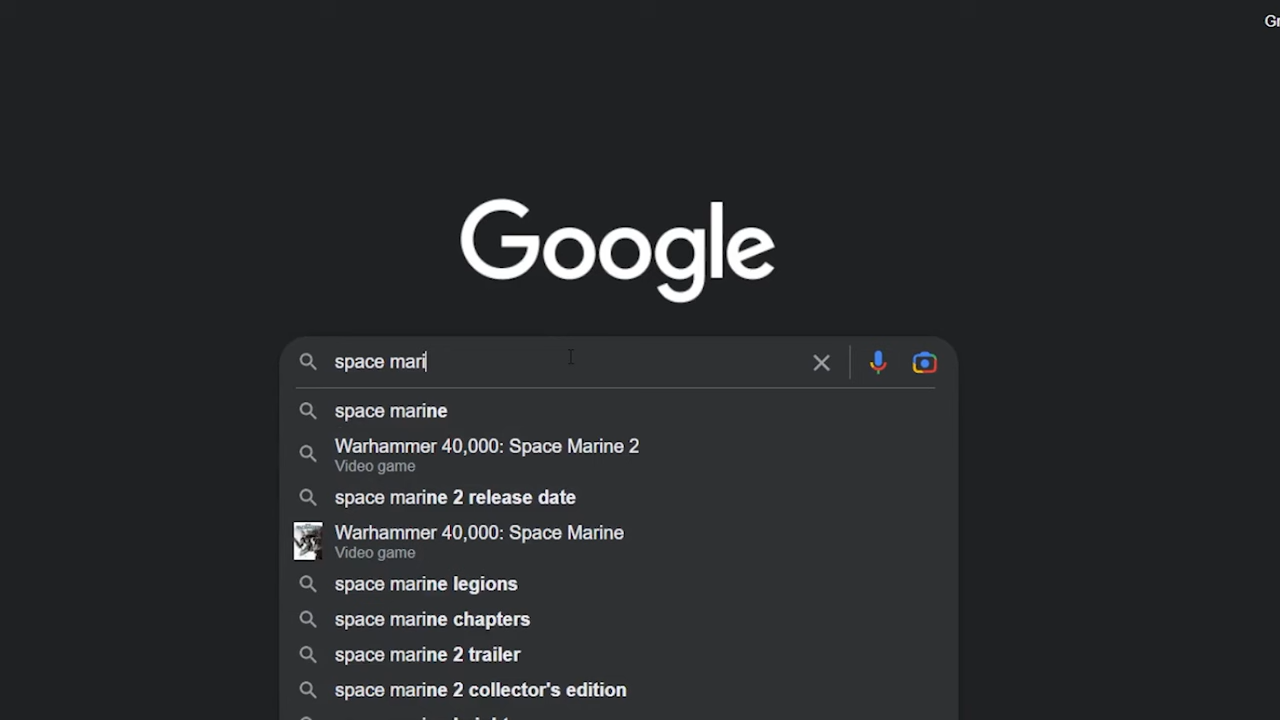 Google
space mari
space marine
Warhammer 40,000: Space Marine 2
Video game
space marine 2 release date
Warhammer 40,000: Space Marine
Video game
space marine legions
space marine chapters
space marine 2 trailer
space marine 2 collector's edition